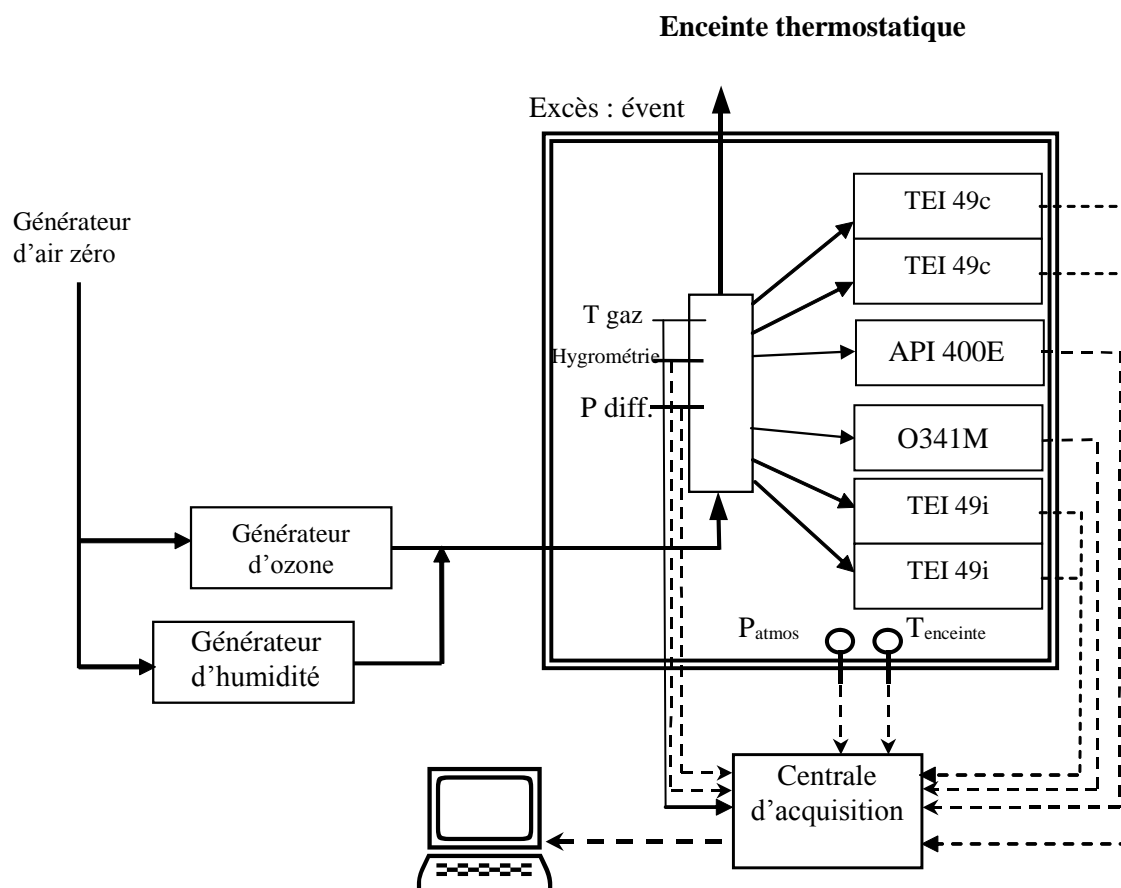 Enceinte thermostatique
Excès : évent
Générateur
d'air zéro
TEI 49c
TEI 49c
T gaz
Hygrométrie
P diff.
API 400E
O341M
TEI 49i
TEI 49i
Générateur
d'ozone
Générateur
d'humidité
Patmos
Tenceinte
Centrale
d'acquisition